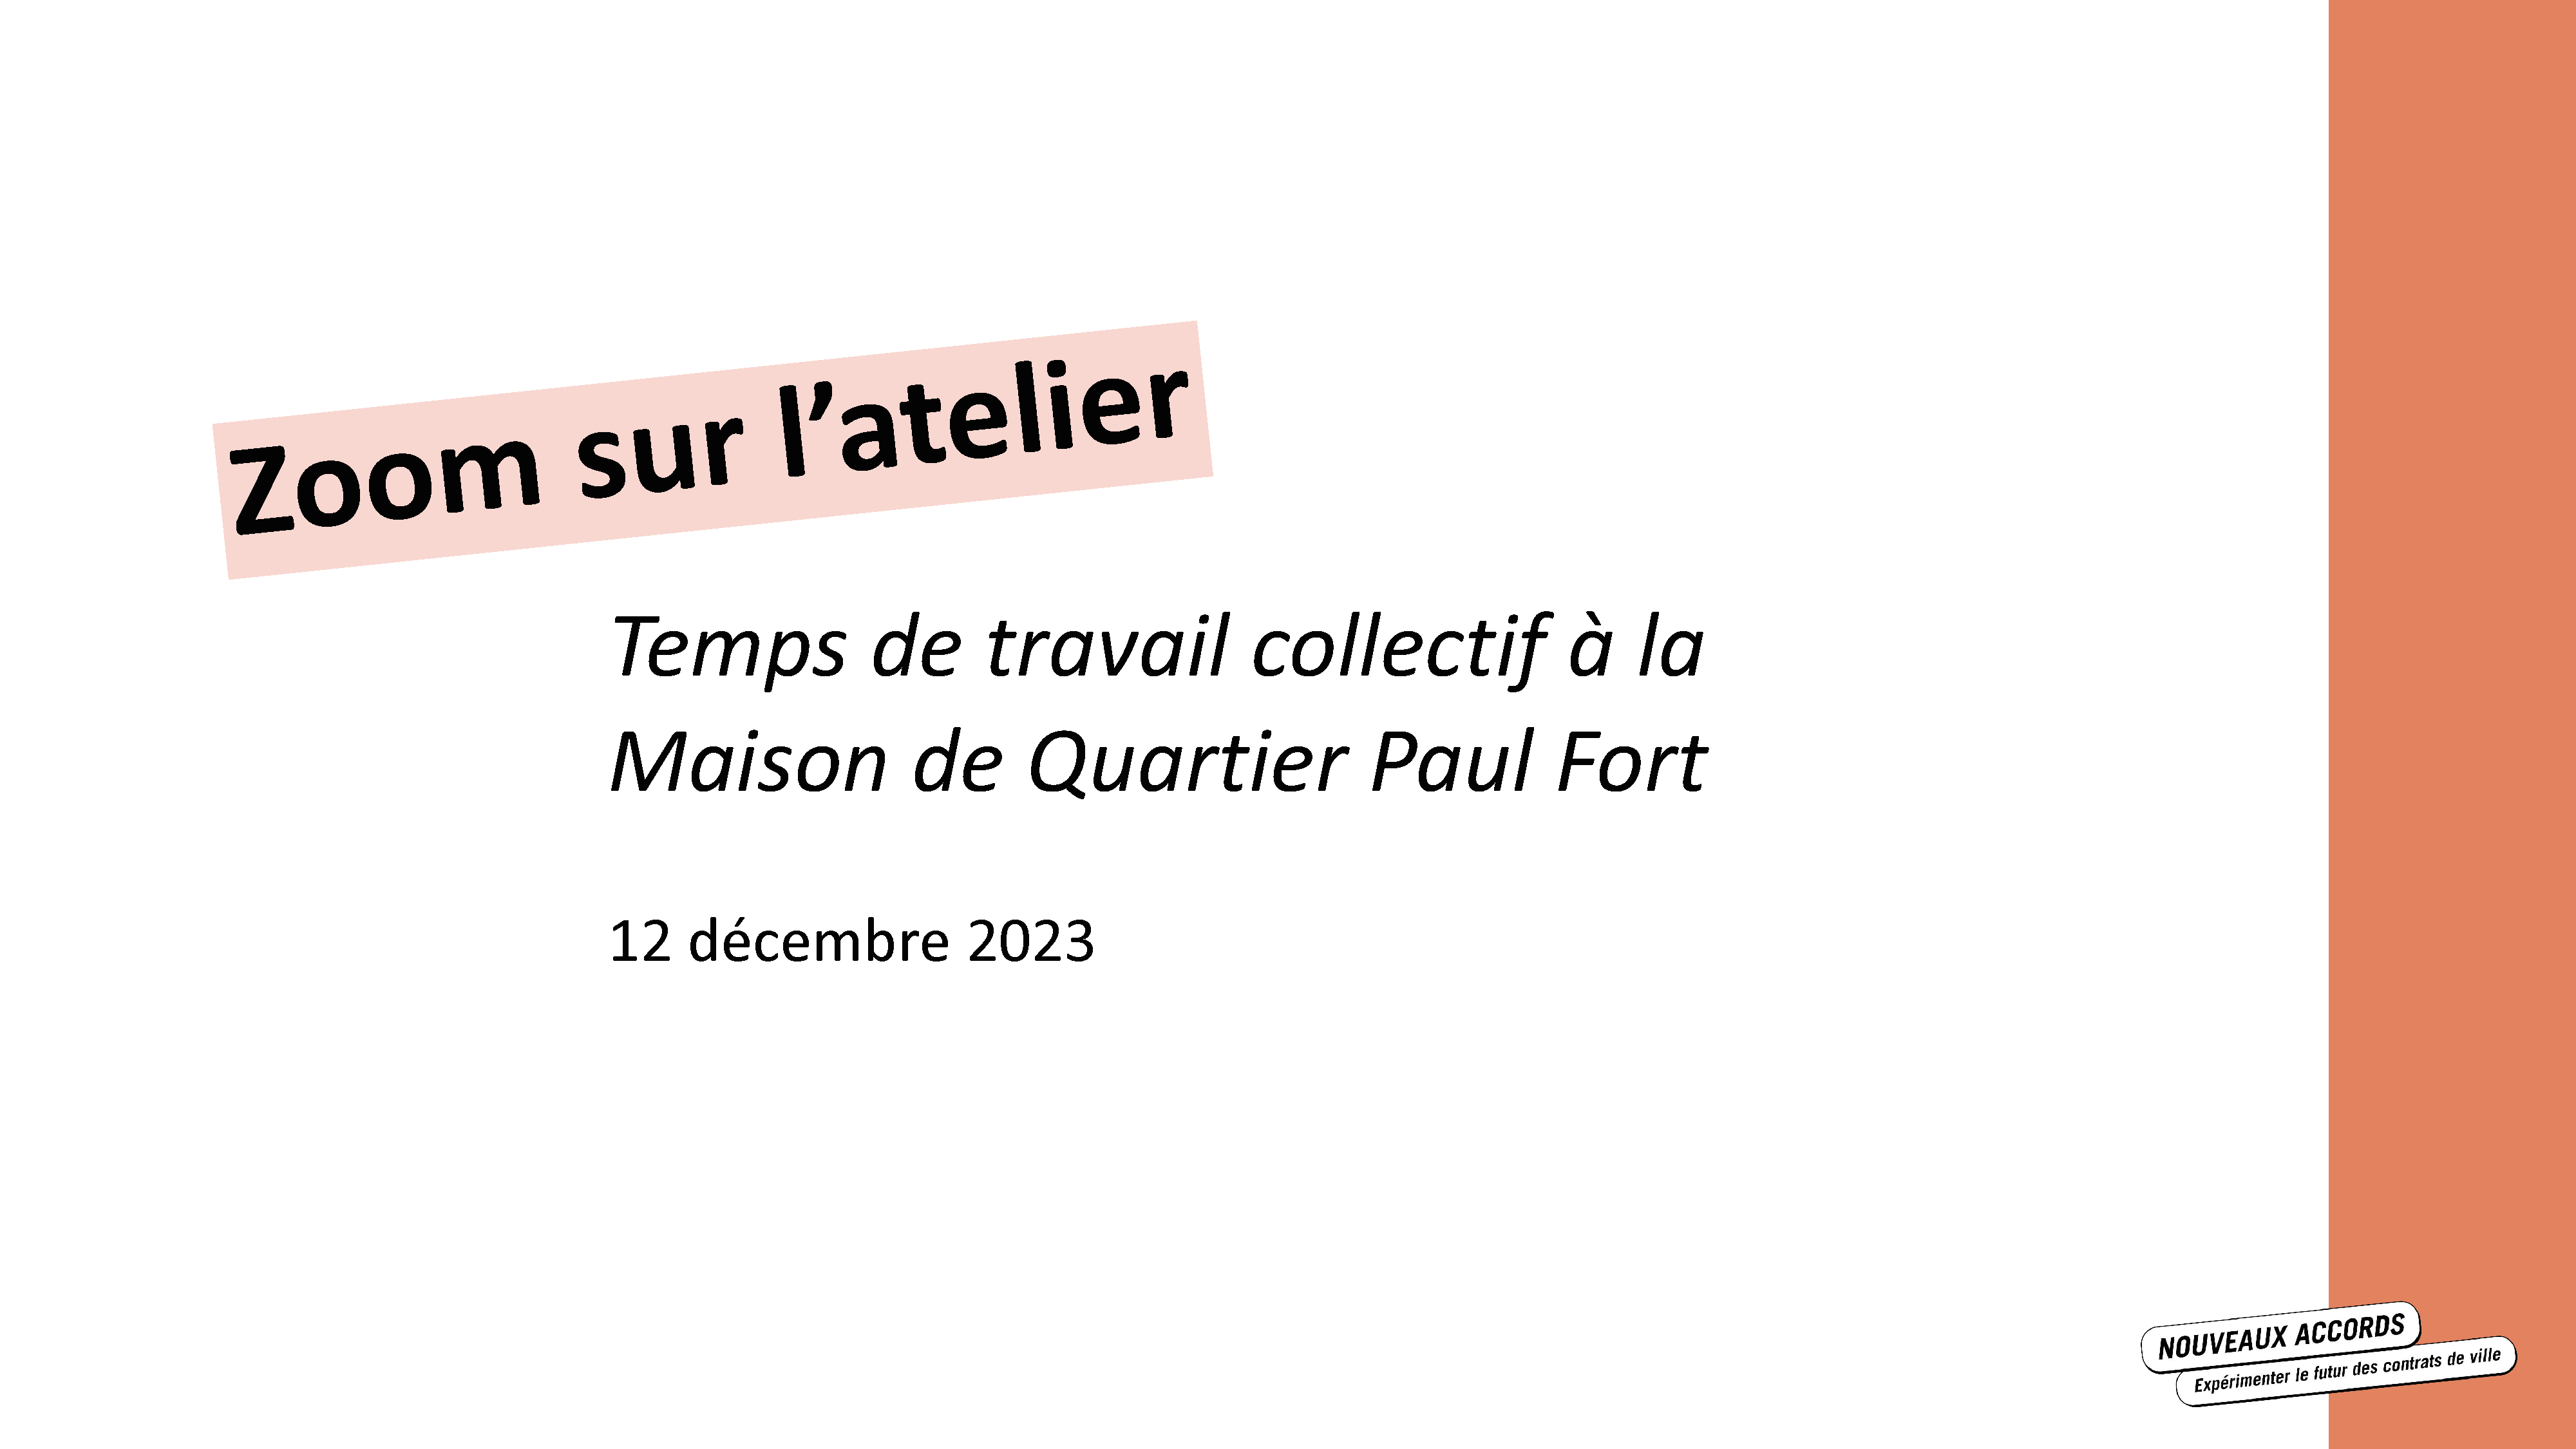 Zoom sur l’atelier
Temps de travail collectif à la
Maison de Quartier Paul Fort
12 décembre 2023
NOUVEAUX ACCORDS
Expérimenter le futur des contrats de ville